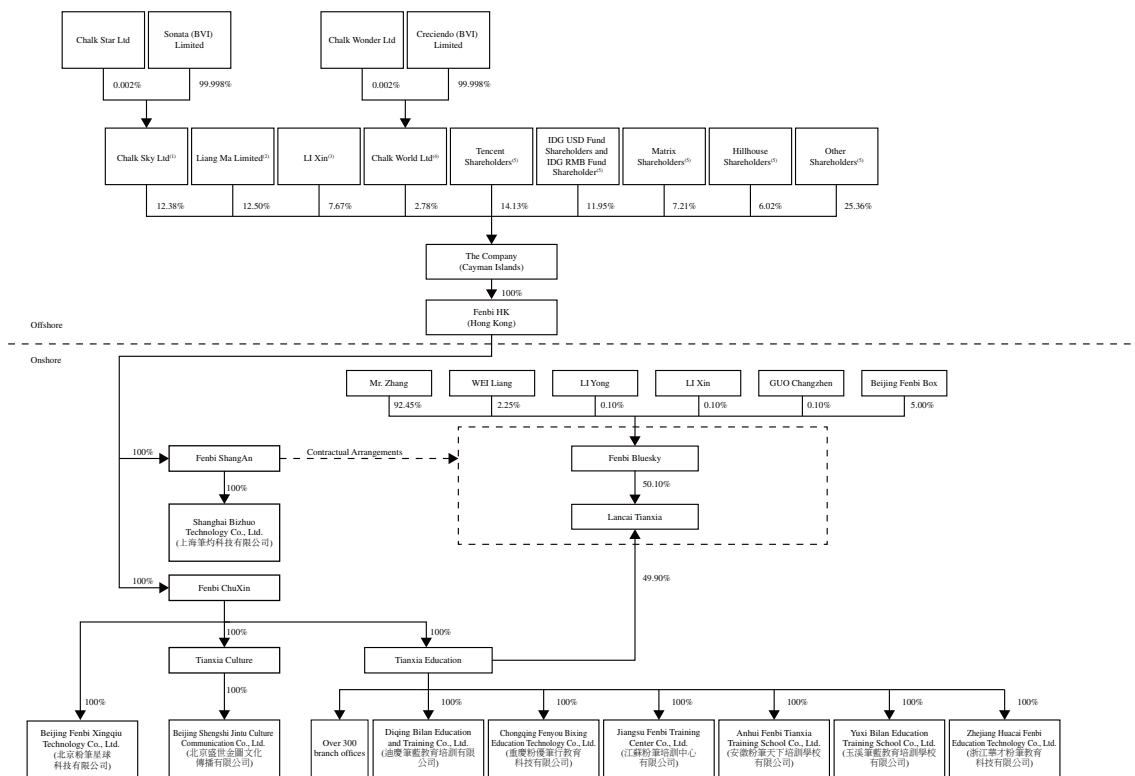 Chalk Star Ltd
Sonata (BVI)
Limited
Chalk Wonder Ltd
Creciendo (BVI)
Limited
0.002%
99.998%
0.002%
99.998%
Chalk Sky Ltd(1)
Liang Ma Limited(2)
LI Xin(3)
Chalk World Ltd(4)
Tencent
Shareholders(5)
IDG USD Fund
Shareholders and
IDG RMB Fund
Shareholder(5)
Matrix
Shareholders(5)
Hillhouse
Shareholders(5)
Other
Shareholders(5)
12.38%
12.50%
7.67%
2.78%
14.13%
11.95%
7.21%
6.02%
25.36%
The Company
(Cayman Islands)
100%
Fenbi HK
(Hong Kong)
Offshore
Onshore
Mr. Zhang
WEI Liang
LI Yong
LI Xin
GUO Changzhen
Beijing Fenbi Box
92.45%
2.25%
0.10%
0.10%
0.10%
5.00%
100%
Fenbi ShangAn
Contractual Arrangements
Fenbi Bluesky
100%
50.10%
Shanghai Bizhuo
Technology Co., Ltd.
(上海筆灼科技有限公司)
Lancai Tianxia
49.90%
100%
Fenbi ChuXin
100%
100%
Tianxia Culture
Tianxia Education
100%
100%
100%
100%
100%
100%
100%
100%
Beijing Fenbi Xingqiu
Technology Co., Ltd.
(北京粉筆星球
科技有限公司)
Beijing Shengshi Jintu Culture
Communication Co., Ltd.
(北京盛世金圖文化
傳播有限公司)
Over 300
branch offices
Diqing Bilan Education
and Training Co., Ltd.
(迪慶筆藍教育培訓有限
公司)
Chongqing Fenyou Bixing
Education Technology Co., Ltd.
(重慶粉優筆行教育
科技有限公司)
Jiangsu Fenbi Training
Center Co., Ltd.
(江蘇粉筆培訓中心有
限公司)
Anhui Fenbi Tianxia
Training School Co., Ltd.
(安徽粉筆天下培訓學校
有限公司)
Yuxi Bilan Education
Training School Co., Ltd.
(玉溪筆藍教育培訓學校有
限公司)
Zhejiang Huacai Fenbi
Education Technology Co., Ltd.
(浙江華才粉筆教育
科技有限公司)